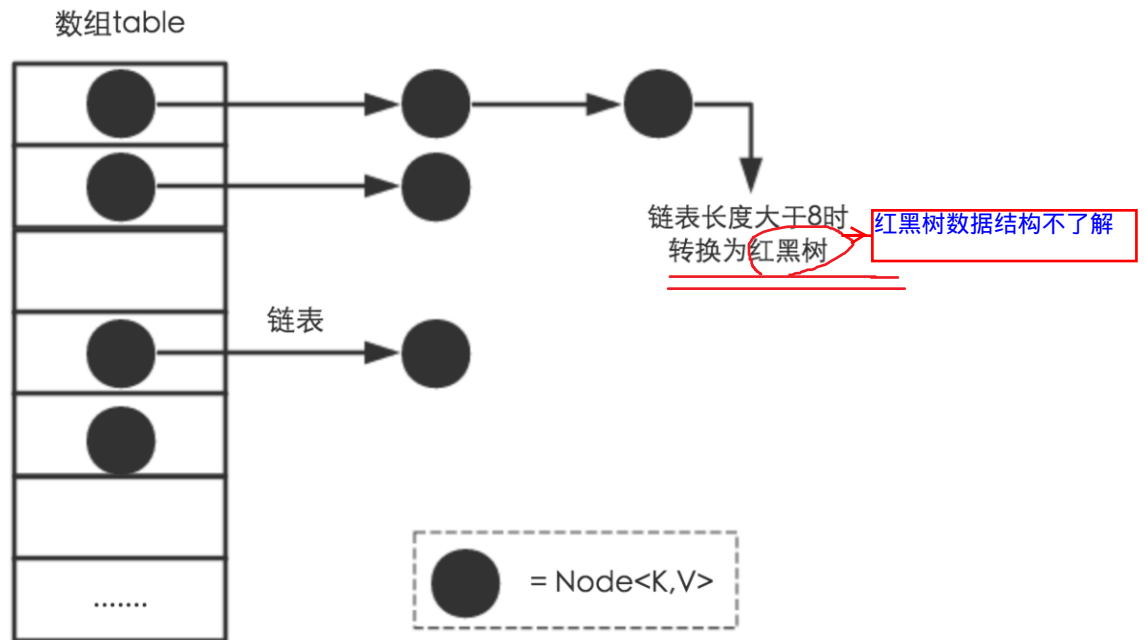 数组table
链表长度大于8时
转换为红黑树
红黑树数据结构不了解
链表
= Node<K,V>
.......